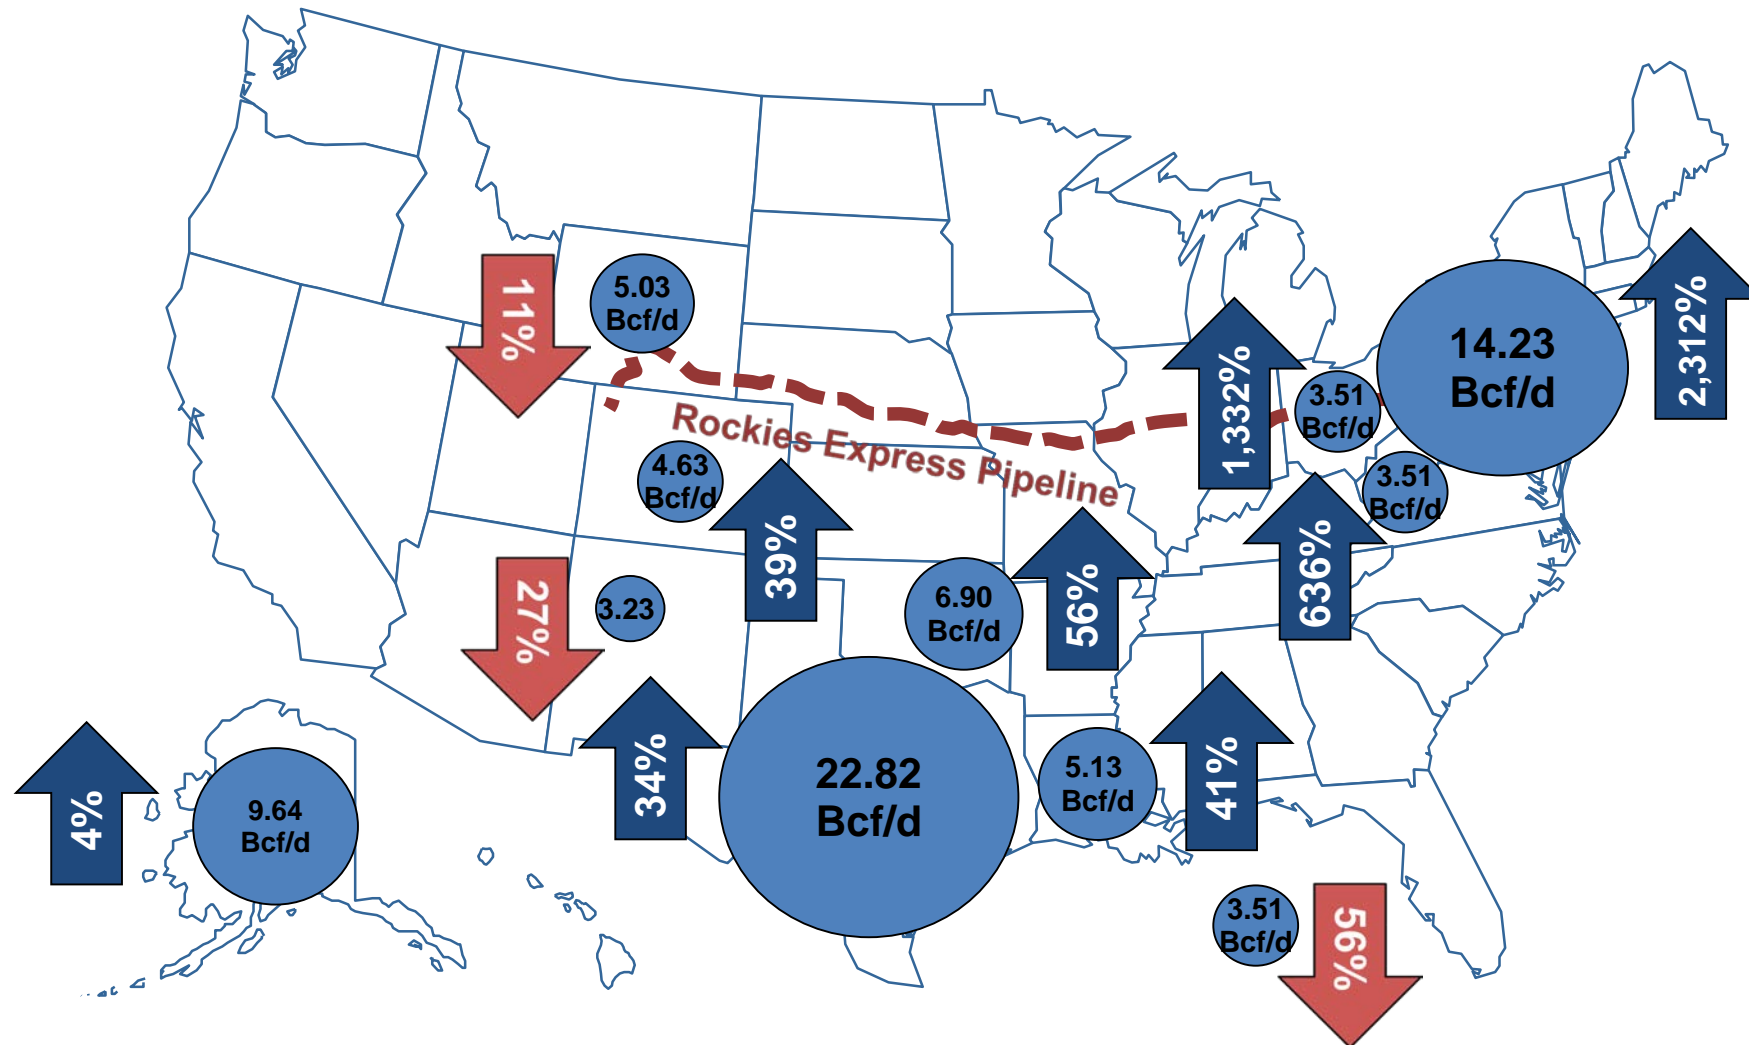 5.03
Bcf/d
11%
14.23
Bcf/d
2,312%
1,332%
3.51
Bcf/d
Rockies Express Pipeline
4.63
Bcf/d
39%
3.51
Bcf/d
636%
27%
3.23
6.90
Bcf/d
56%
34%
22.82
Bcf/d
5.13
Bcf/d
41%
4%
9.64
Bcf/d
3.51
Bcf/d
56%